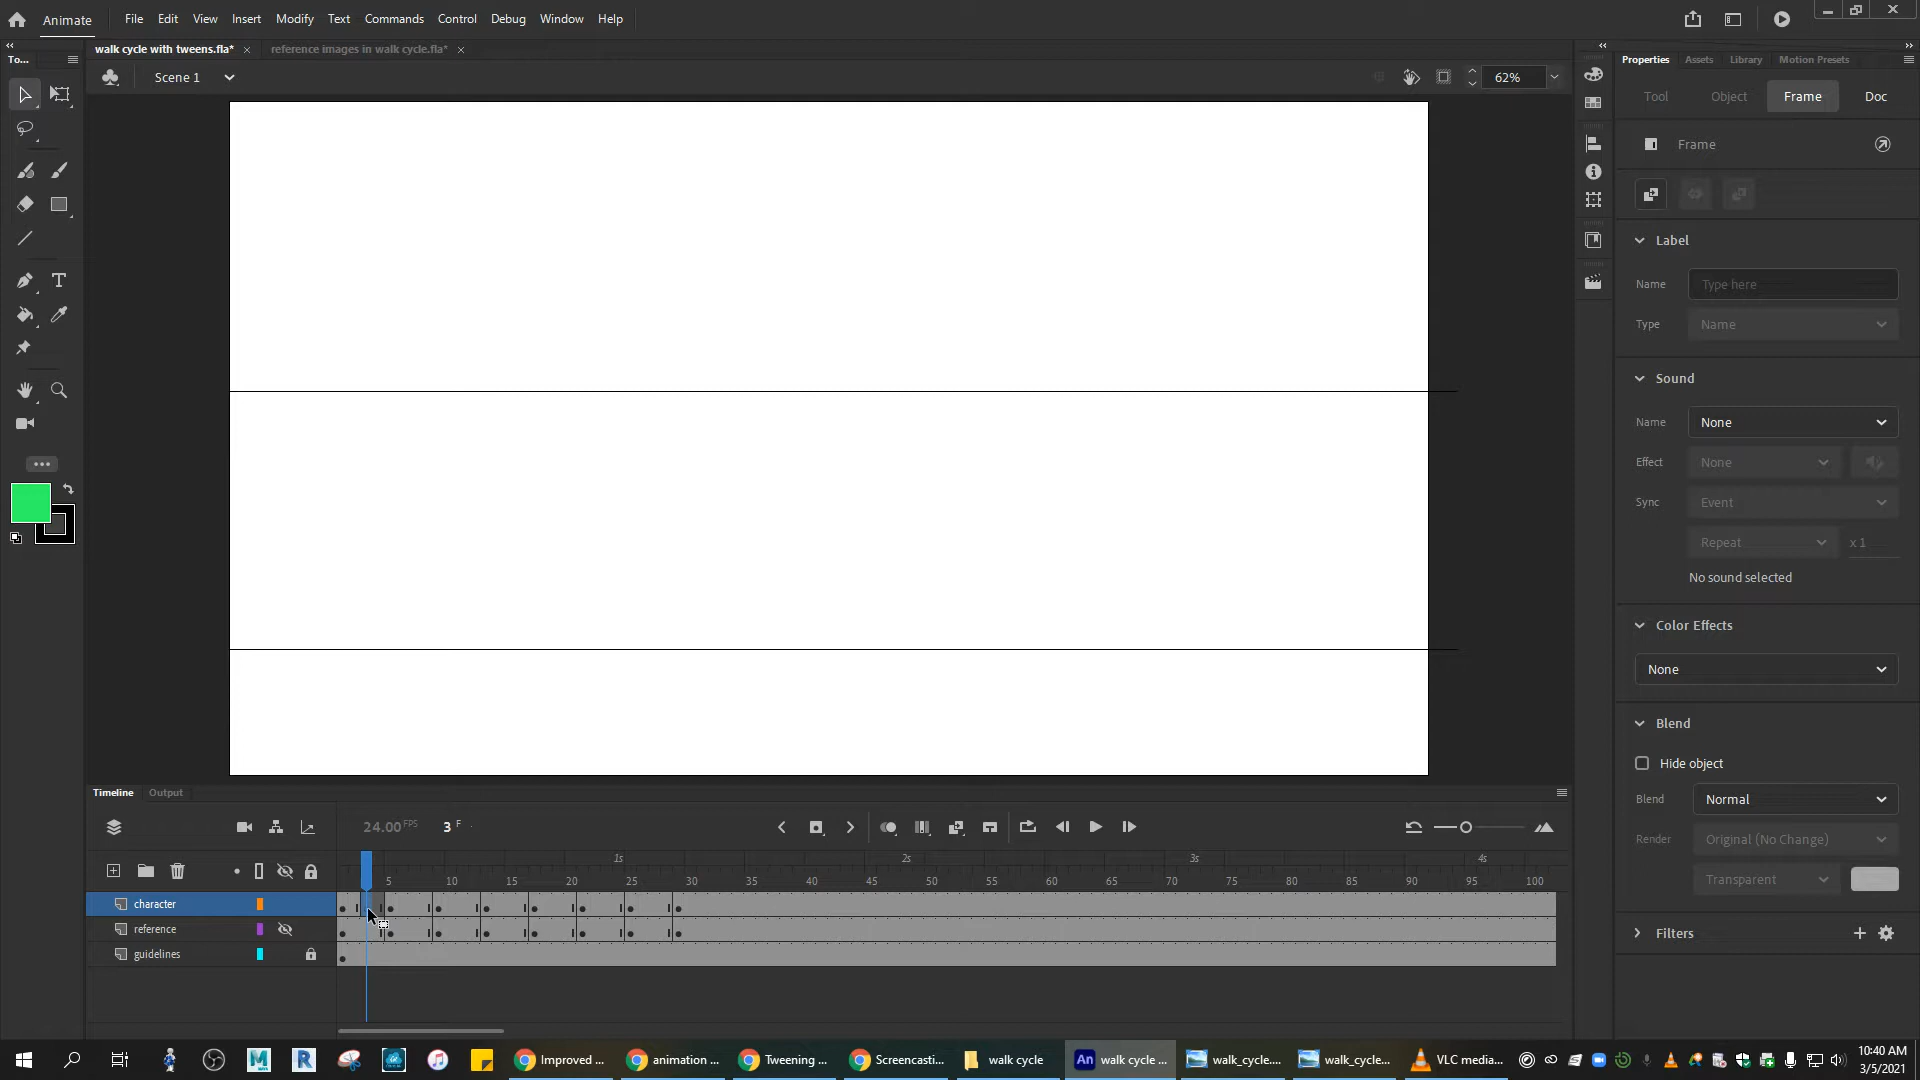 Animate File Edit View Insert Modify Text Commands Control Debug Window Help
walk cycle with tweens.fla* reference images in walk cycle.fla*
To... Properties Assets Library Motion Presets
Scene 1 62%
Tool Object Frame Doc
Frame
Label
Name Type here
Type Name
Sound
Name None
Effect None
Sync Event
Repeat x 1
No sound selected
Color Effects
None
Blend
Hide object
Blend Normal
Render Original (No Change)
Transparent
Filters
Timeline Output
24.00 FPS 3 F
1s 2s 3s 4s
5 10 15 20 25 30 35 40 45 50 55 60 65 70 75 80 85 90 95 100
character
reference
guidelines
Improved ... animation ... Tweening ... Screencasti... walk cycle An walk cycle ... walk_cycle.... walk_cycle... VLC media...
10:40 AM
3/5/2021